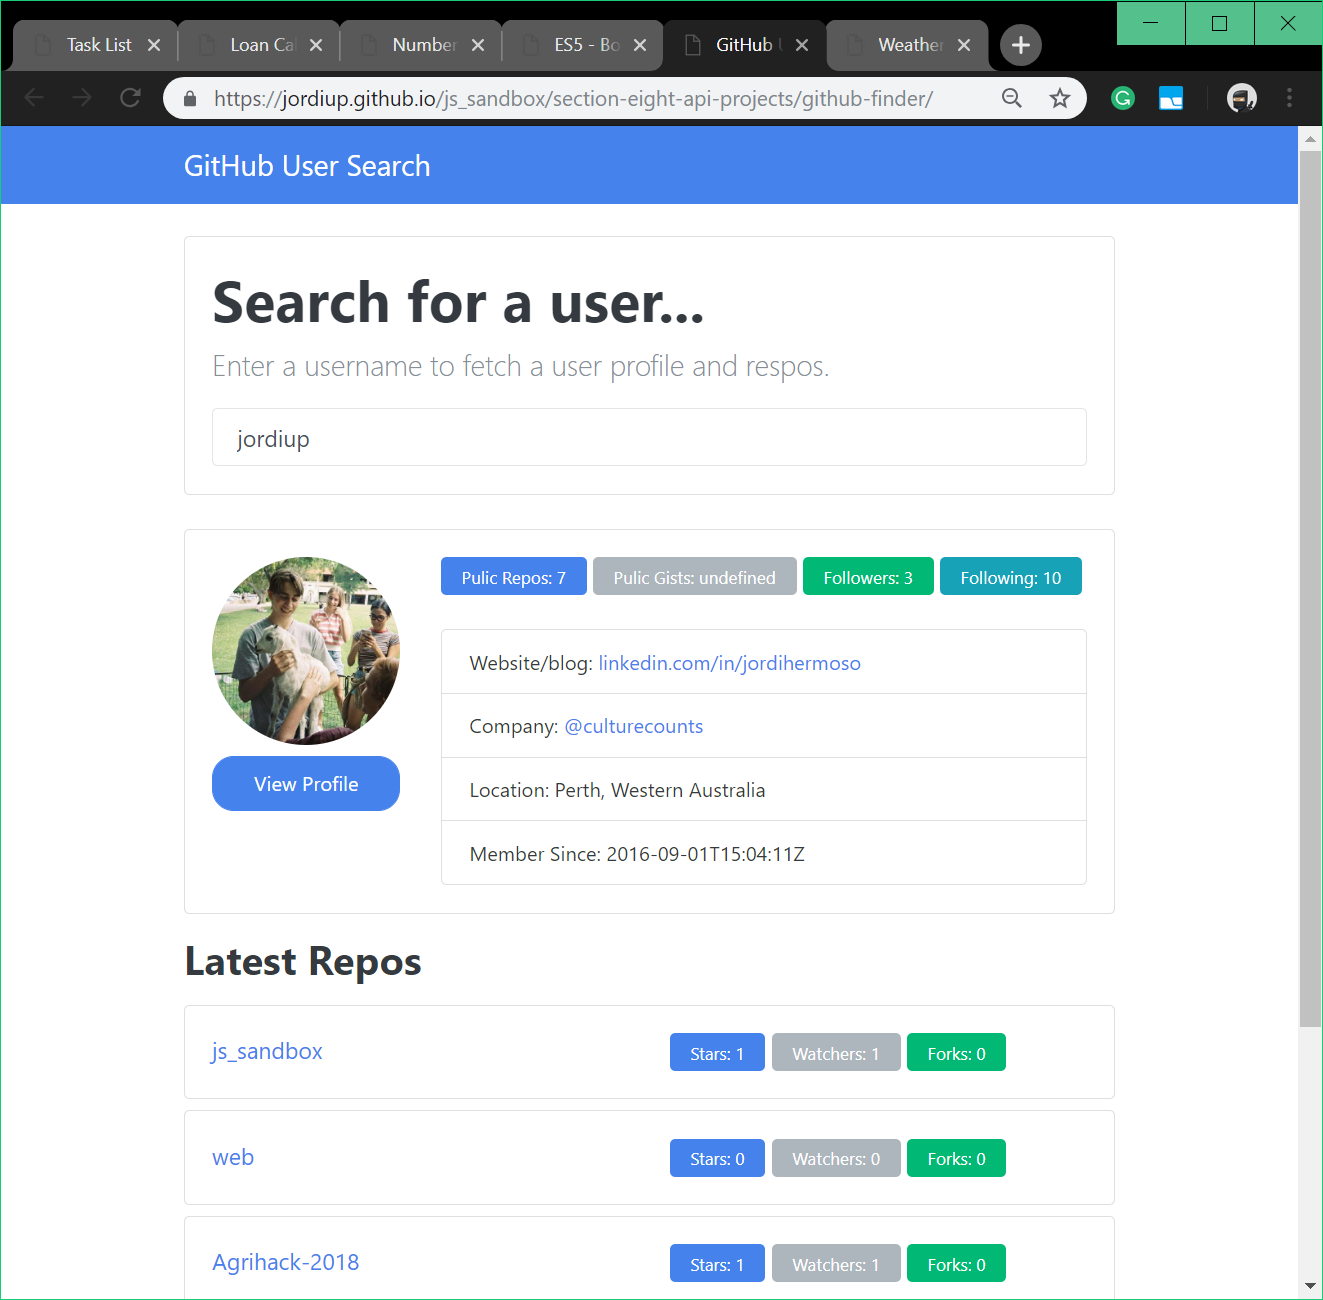 Task List
Loan Cal
Number
ES5 - Bo
GitHub U
Weather
https://jordiup.github.io/js_sandbox/section-eight-api-projects/github-finder/
GitHub User Search
Search for a user...
Enter a username to fetch a user profile and respos.
jordiup
Pulic Repos: 7
Pulic Gists: undefined
Followers: 3
Following: 10
Website/blog: linkedin.com/in/jordihermoso
Company: @culturecounts
Location: Perth, Western Australia
Member Since: 2016-09-01T15:04:11Z
View Profile
Latest Repos
js_sandbox
Stars: 1
Watchers: 1
Forks: 0
web
Stars: 0
Watchers: 0
Forks: 0
Agrihack-2018
Stars: 1
Watchers: 1
Forks: 0